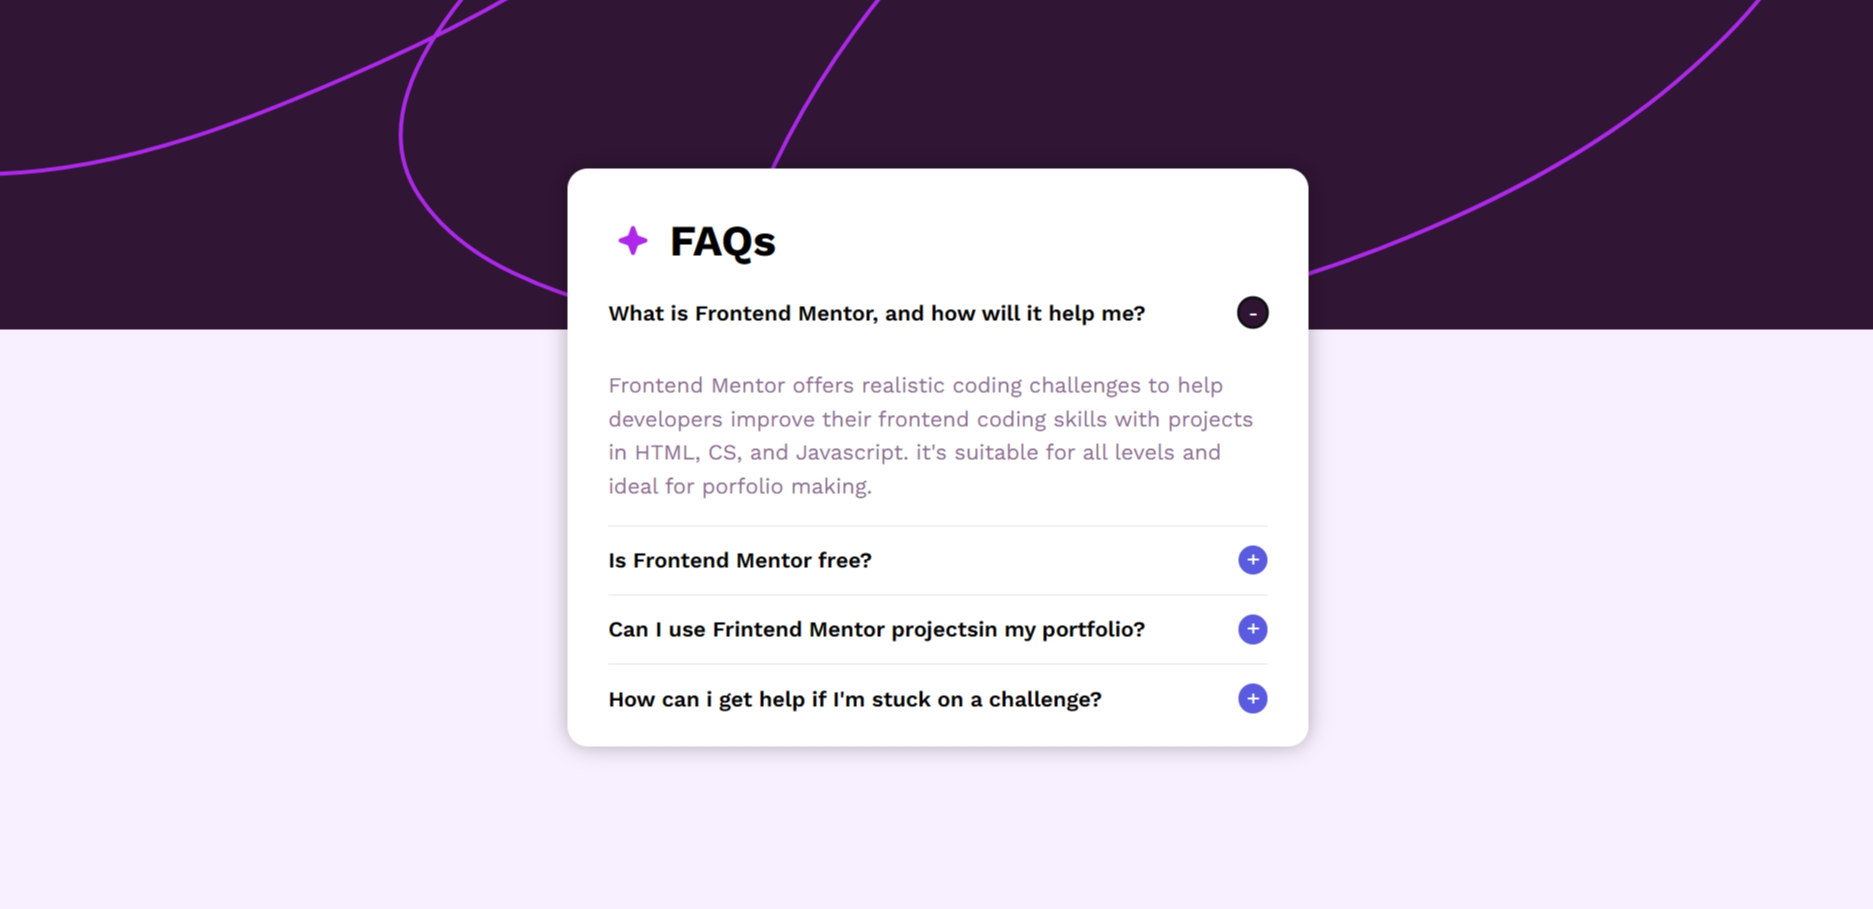 FAQs
What is Frontend Mentor, and how will it help me?
-
Frontend Mentor offers realistic coding challenges to help
developers improve their frontend coding skills with projects
in HTML, CS, and Javascript. it's suitable for all levels and
ideal for porfolio making.
Is Frontend Mentor free?
+
Can I use Frintend Mentor projectsin my portfolio?
+
How can i get help if I'm stuck on a challenge?
+